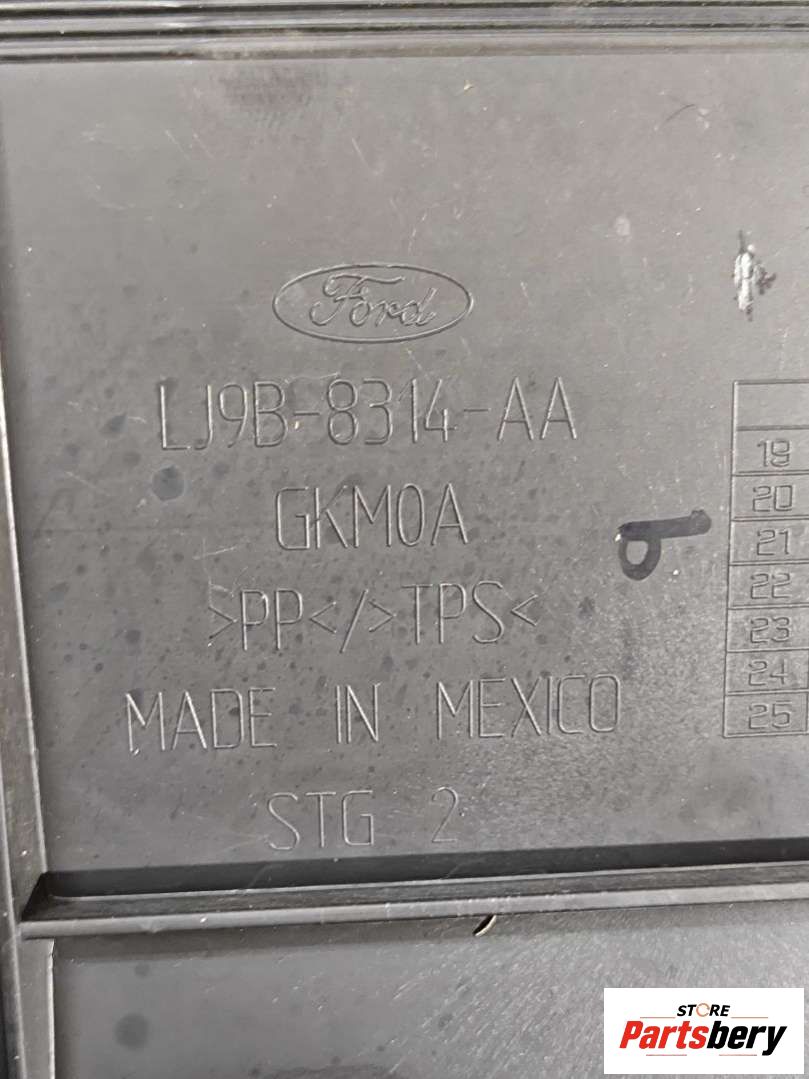 Ford
LJ9B-8314-AA
GKM0A
>PP</>TPS<
MADE IN MEXICO
STG 2
19
20
21
22
23
24
25
b
STORE
Partsbery